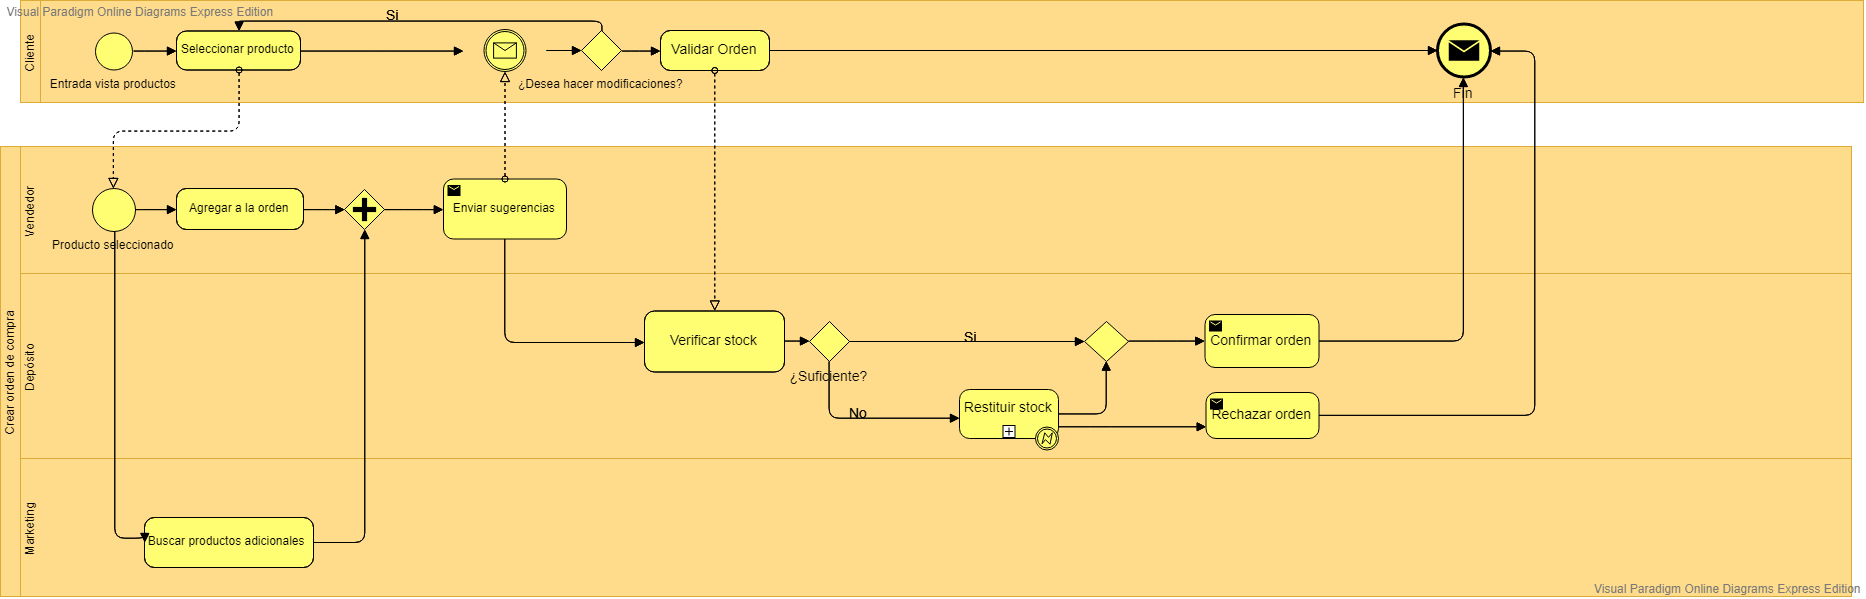 Visual Paradigm Online Diagrams Express Edition
Cliente
Si
Seleccionar producto
Validar Orden
Entrada vista productos
¿Desea hacer modificaciones?
Fin
Crear orden de compra
Vendedor
Agregar a la orden
Enviar sugerencias
Producto seleccionado
Depósito
Verificar stock
Si
Confirmar orden
¿Suficiente?
No
Restituir stock
Rechazar orden
Marketing
Buscar productos adicionales
Visual Paradigm Online Diagrams Express Edition